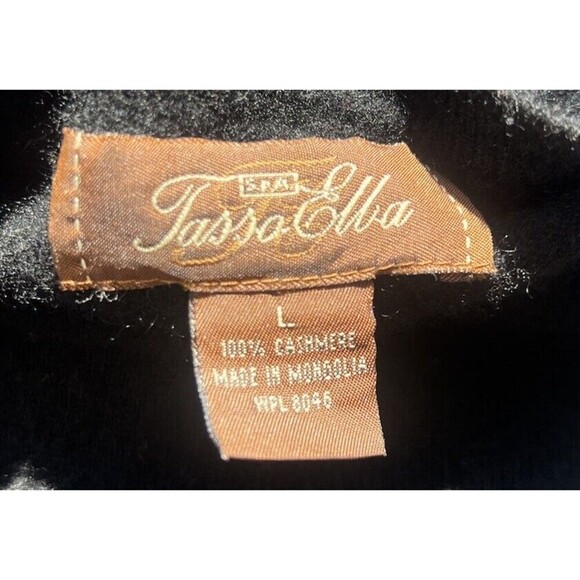 S.P.A.
Tasso Elba
L
100% CASHMERE
MADE IN MONGOLIA
WPL 8046